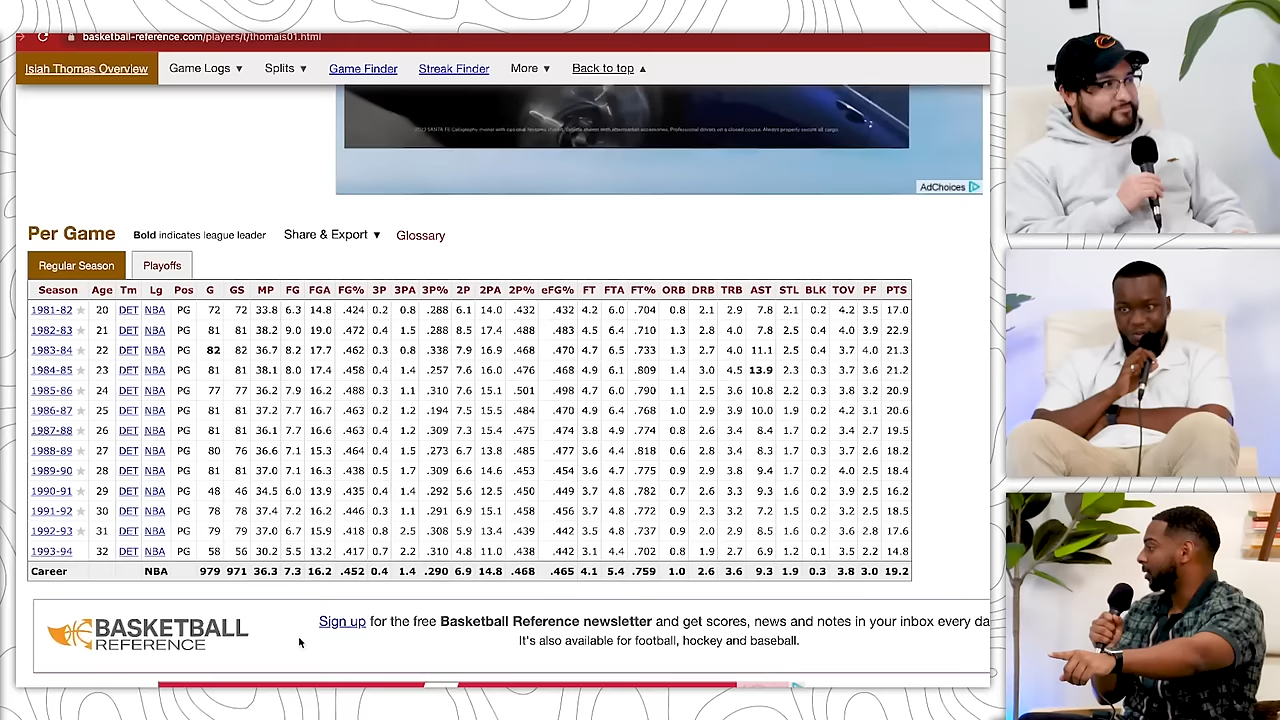 basketball-reference.com/players/t/thomais01.html
Isiah Thomas Overview Game Logs ▼ Splits ▼ Game Finder Streak Finder More ▼ Back to top ▲
AdChoices
Per Game Bold indicates league leader Share & Export ▼ Glossary
Regular Season Playoffs
Season Age Tm Lg Pos G GS MP FG FGA FG% 3P 3PA 3P% 2P 2PA 2P% eFG% FT FTA FT% ORB DRB TRB AST STL BLK TOV PF PTS
1981-82 ★ 20 DET NBA PG 72 72 33.8 6.3 14.8 .424 0.2 0.8 .288 6.1 14.0 .432 .432 4.2 6.0 .704 0.8 2.1 2.9 7.8 2.1 0.2 4.2 3.5 17.0
1982-83 ★ 21 DET NBA PG 81 81 38.2 9.0 19.0 .472 0.4 1.5 .288 8.5 17.4 .488 .483 4.5 6.4 .710 1.3 2.8 4.0 7.8 2.5 0.4 4.0 3.9 22.9
1983-84 ★ 22 DET NBA PG 82 82 36.7 8.2 17.7 .462 0.3 0.8 .338 7.9 16.9 .468 .470 4.7 6.5 .733 1.3 2.7 4.0 11.1 2.5 0.4 3.7 4.0 21.3
1984-85 ★ 23 DET NBA PG 81 81 38.1 8.0 17.4 .458 0.4 1.4 .257 7.6 16.0 .476 .468 4.9 6.1 .809 1.4 3.0 4.5 13.9 2.3 0.3 3.7 3.6 21.2
1985-86 ★ 24 DET NBA PG 77 77 36.2 7.9 16.2 .488 0.3 1.1 .310 7.6 15.1 .501 .498 4.7 6.0 .790 1.1 2.5 3.6 10.8 2.2 0.3 3.8 3.2 20.9
1986-87 ★ 25 DET NBA PG 81 81 37.2 7.7 16.7 .463 0.2 1.2 .194 7.5 15.5 .484 .470 4.9 6.4 .768 1.0 2.9 3.9 10.0 1.9 0.2 4.2 3.1 20.6
1987-88 ★ 26 DET NBA PG 81 81 36.1 7.7 16.6 .463 0.4 1.3 .309 7.3 15.4 .475 .474 3.8 4.9 .774 0.8 2.6 3.4 8.4 1.7 0.2 3.4 2.7 19.5
1988-89 ★ 27 DET NBA PG 80 76 36.6 7.1 15.3 .464 0.4 1.5 .273 6.7 13.8 .485 .477 3.6 4.4 .818 0.6 2.8 3.4 8.3 1.7 0.3 3.7 2.6 18.2
1989-90 ★ 28 DET NBA PG 81 81 37.0 7.1 16.3 .438 0.5 1.7 .309 6.6 14.6 .453 .454 3.6 4.7 .775 0.9 2.9 3.8 9.4 1.7 0.2 4.0 2.5 18.4
1990-91 ★ 29 DET NBA PG 48 46 34.5 6.0 13.9 .435 0.4 1.4 .292 5.6 12.5 .450 .449 3.7 4.8 .782 0.7 2.6 3.3 9.3 1.6 0.2 3.9 2.5 16.2
1991-92 ★ 30 DET NBA PG 78 78 37.4 7.2 16.2 .446 0.3 1.1 .291 6.9 15.1 .458 .456 3.7 4.8 .772 0.9 2.3 3.2 7.2 1.5 0.2 3.2 2.5 18.5
1992-93 ★ 31 DET NBA PG 79 79 37.0 6.7 15.9 .418 0.8 .308 .439 .442 3.5 4.8 .737 0.9 2.0 2.9 8.5 1.6 0.2 3.6 2.8 17.6
1993-94 32 DET NBA PG 58 56 30.2 5.5 13.2 .417 0.7 2.2 .310 4.8 11.0 .438 .442 3.1 4.4 .702 0.8 1.9 2.7 6.9 1.2 0.1 3.5 2.2 14.8
Career NBA 979 971 36.3 7.3 16.2 .452 0.4 1.4 .290 6.9 14.8 .468 .465 4.1 5.4 .759 1.0 2.6 3.6 9.3 1.9 0.3 3.8 3.0 19.2
BASKETBALL
REFERENCE
Sign up for the free Basketball Reference newsletter and get scores, news and notes in your inbox every da
It's also available for football, hockey and baseball.